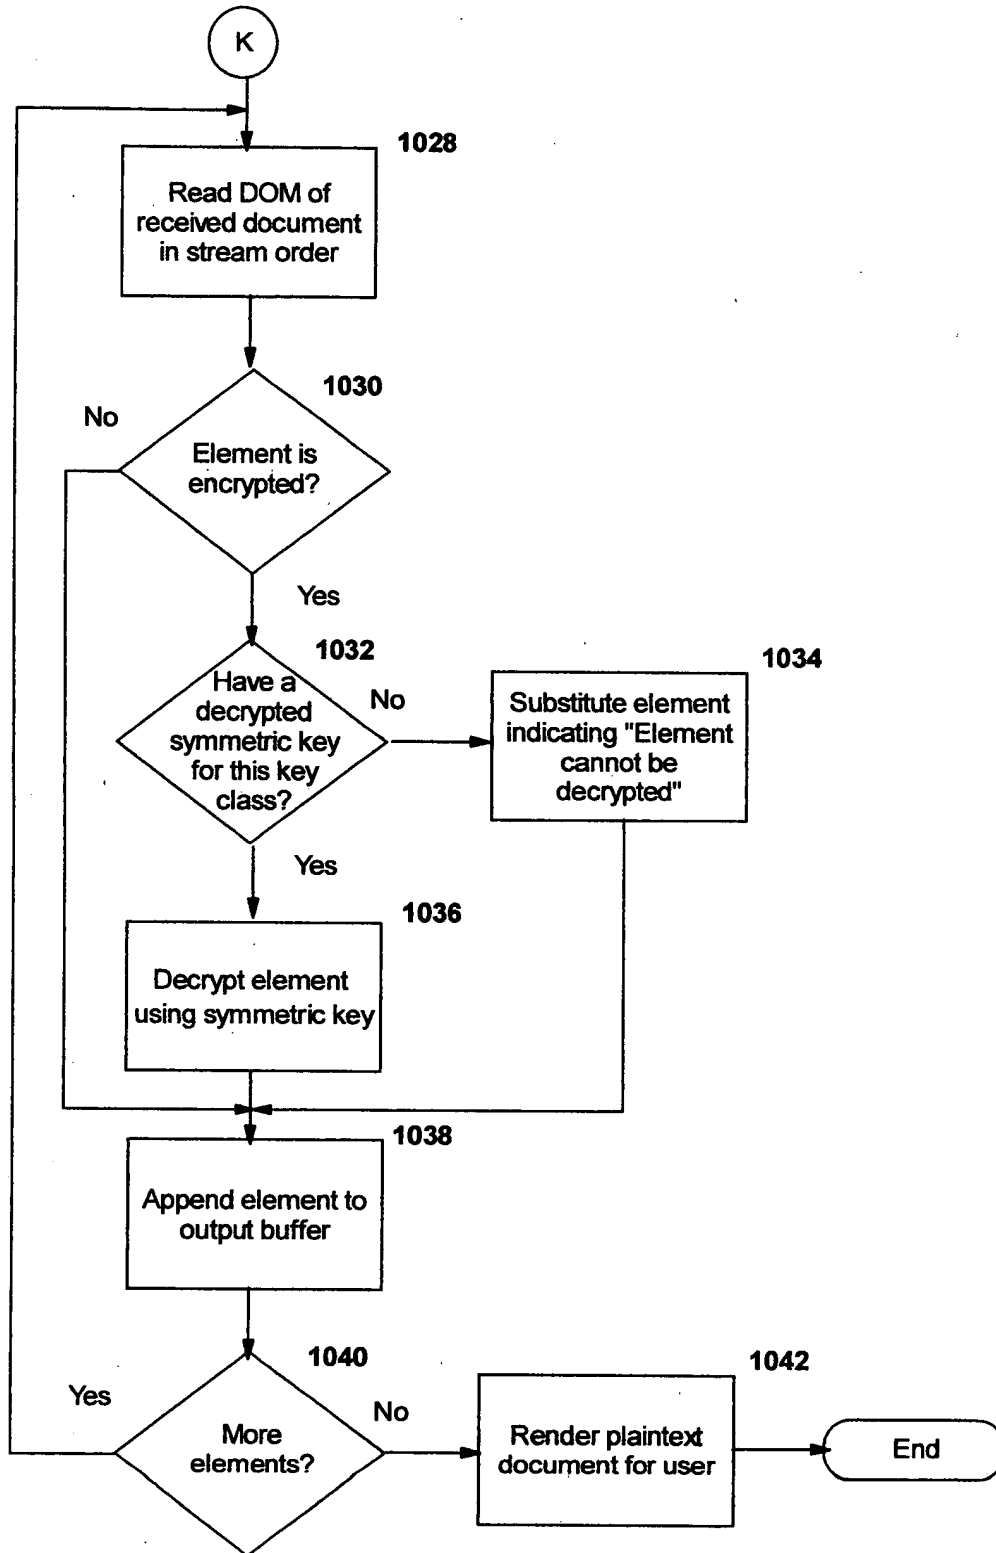 K
1028
Read DOM of
received document
in stream order
1030
No
Element is
encrypted?
Yes
1032
Have a
decrypted
symmetric key
for this key
class?
No
1034
Substitute element
indicating "Element
cannot be
decrypted"
Yes
1036
Decrypt element
using symmetric key
1038
Append element to
output buffer
1040
Yes
More
elements?
No
1042
Render plaintext
document for user
End